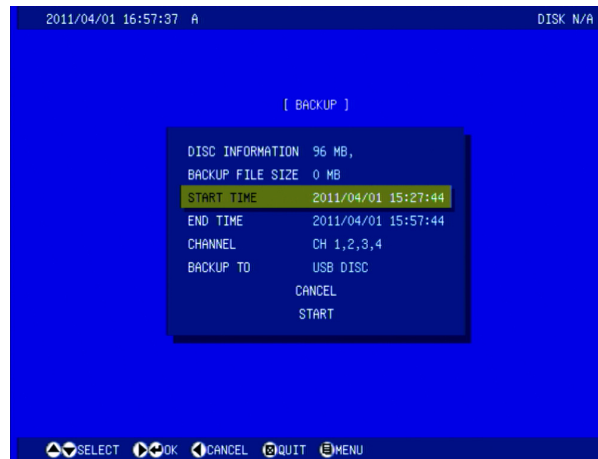 2011/04/01 16:57:37 A DISK N/A
[ BACKUP ]
DISC INFORMATION 96 MB,
BACKUP FILE SIZE 0 MB
START TIME 2011/04/01 15:27:44
END TIME 2011/04/01 15:57:44
CHANNEL CH 1,2,3,4
BACKUP TO USB DISC
CANCEL
START
SELECT OK CANCEL QUIT MENU